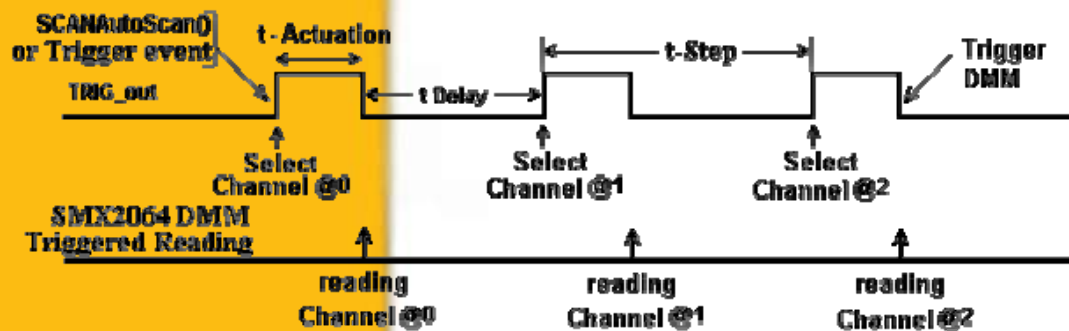 SCANAutoScan()
or Trigger event
t-Actuation
t-Step
Trigger
DMM
TRIG_out
t Delay
Select
Channel @0
Select
Channel @1
Select
Channel @2
SMX2064 DMM
Triggered Reading
reading
Channel @0
reading
Channel @1
reading
Channel @2